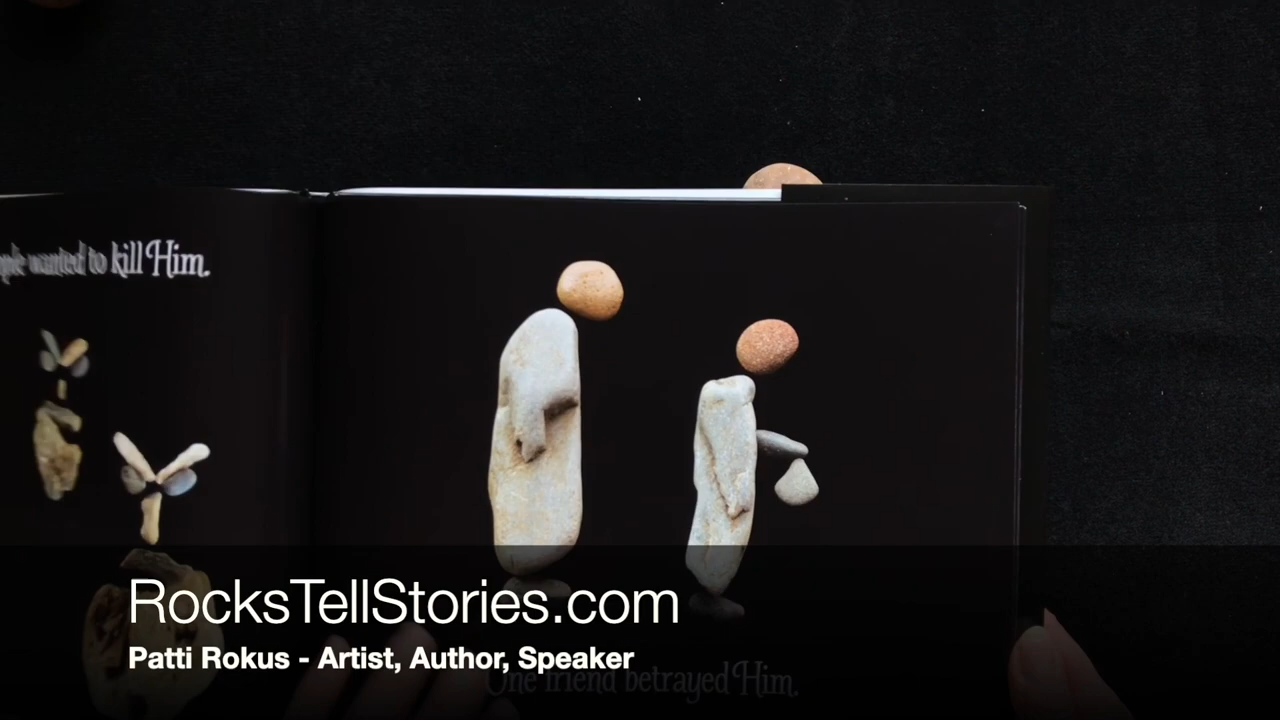 wanted to kill Him.
RocksTellStories.com
Patti Rokus - Artist, Author, Speaker
One friend betrayed Him.